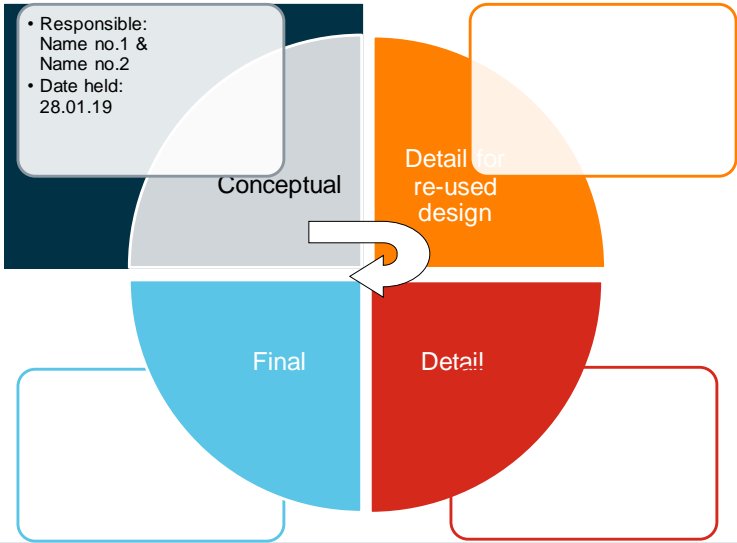 • Responsible:
Name no.1 &
Name no.2
• Date held:
28.01.19
Conceptual
Detail for
re-used
design
Final
Detail